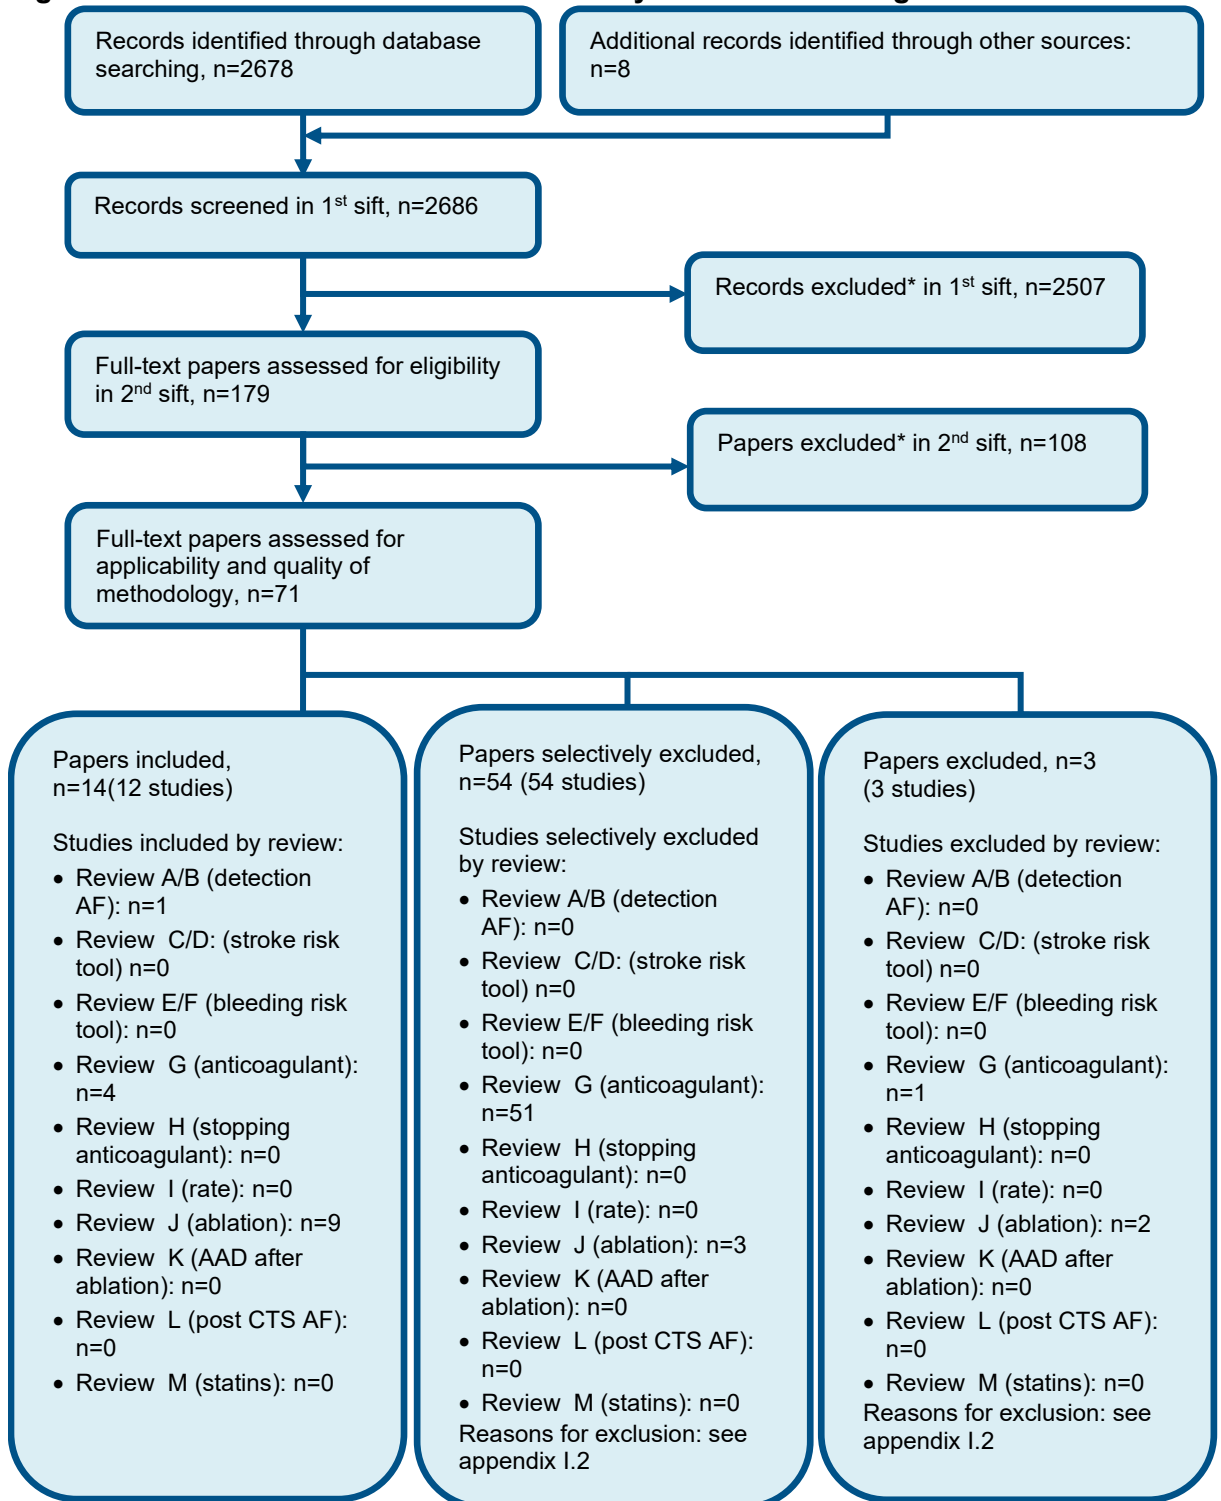 Records identified through database
searching, n=2678
Additional records identified through other sources:
n=8
Records screened in 1st sift, n=2686
Records excluded* in 1st sift, n=2507
Full-text papers assessed for eligibility
in 2nd sift, n=179
Papers excluded* in 2nd sift, n=108
Full-text papers assessed for
applicability and quality of
methodology, n=71
Papers included,
n=14(12 studies)
Studies included by review:
• Review A/B (detection
AF): n=1
• Review C/D: (stroke risk
tool) n=0
• Review E/F (bleeding risk
tool): n=0
• Review G (anticoagulant):
n=4
• Review H (stopping
anticoagulant): n=0
• Review I (rate): n=0
• Review J (ablation): n=9
• Review K (AAD after
ablation): n=0
• Review L (post CTS AF):
n=0
• Review M (statins): n=0
Papers selectively excluded,
n=54 (54 studies)
Studies selectively excluded
by review:
• Review A/B (detection
AF): n=0
• Review C/D: (stroke risk
tool) n=0
• Review E/F (bleeding risk
tool): n=0
• Review G (anticoagulant):
n=51
• Review H (stopping
anticoagulant): n=0
• Review I (rate): n=0
• Review J (ablation): n=3
• Review K (AAD after
ablation): n=0
• Review L (post CTS AF):
n=0
• Review M (statins): n=0
Reasons for exclusion: see
appendix I.2
Papers excluded, n=3
(3 studies)
Studies excluded by review:
• Review A/B (detection
AF): n=0
• Review C/D: (stroke risk
tool) n=0
• Review E/F (bleeding risk
tool): n=0
• Review G (anticoagulant):
n=1
• Review H (stopping
anticoagulant): n=0
• Review I (rate): n=0
• Review J (ablation): n=2
• Review K (AAD after
ablation): n=0
• Review L (post CTS AF):
n=0
• Review M (statins): n=0
Reasons for exclusion: see
appendix I.2